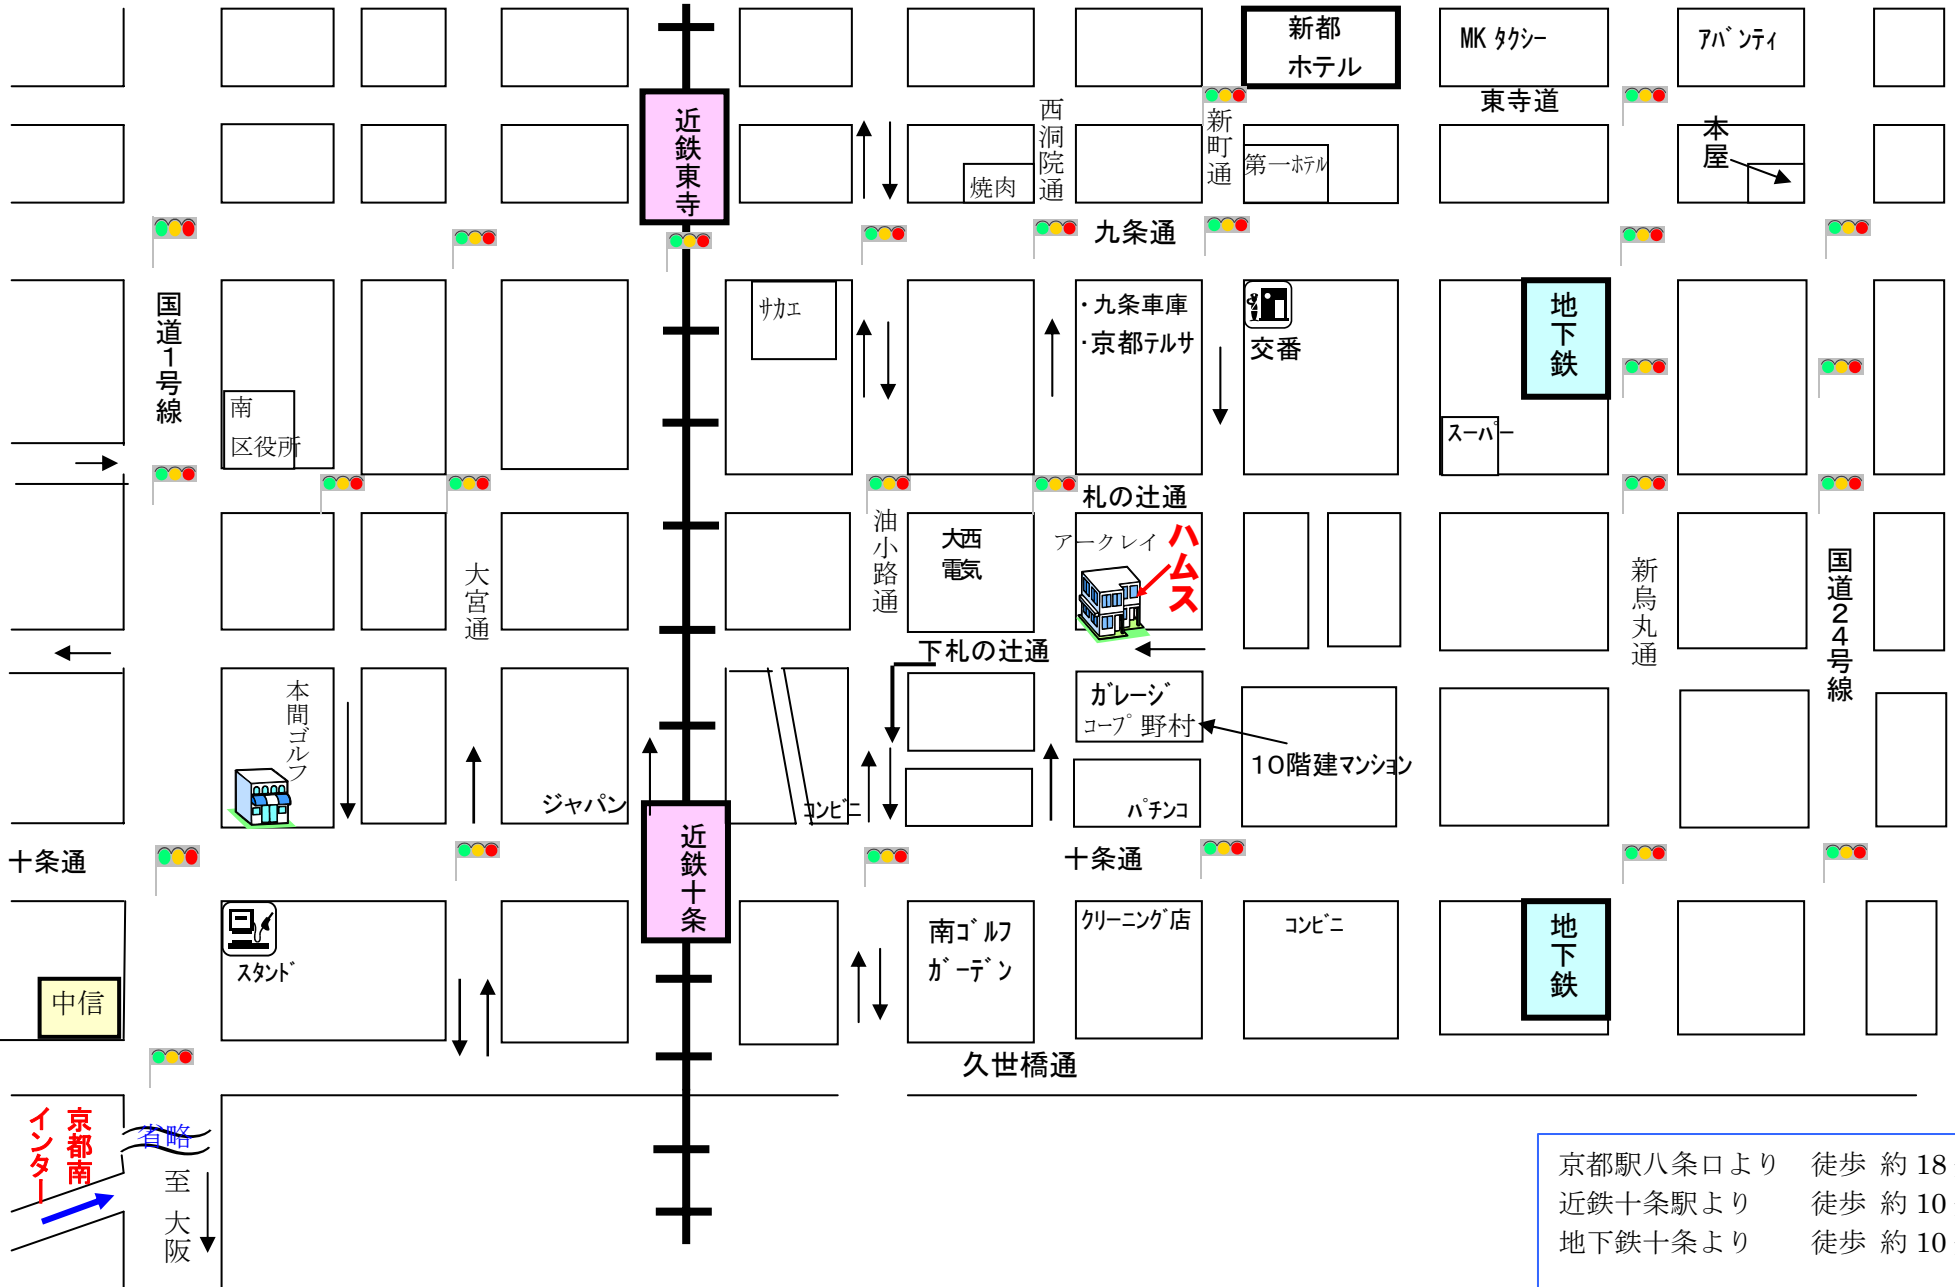 新都
ホテル
MK タクシー
アバンティ
東寺道
近鉄東寺
西洞院通
新町通
本屋
第一ホテル
焼肉
九条通
国道1号線
サカエ
・九条車庫
・京都テルサ
交番
地下鉄
南
区役所
スーパー
札の辻通
大宮通
油小路通
大西
電気
アークレイ
ハムス
新烏丸通
国道24号線
下札の辻通
本間ゴルフ
ガレージ
コープ 野村
10階建マンション
ジャパン
コンビニ
パチンコ
十条通
近鉄十条
十条通
スタンド
南ゴルフ
ガーデン
クリーニング店
コンビニ
地下鉄
中信
久世橋通
京都南
インター
省略
至 大阪
京都駅八条口より 徒歩 約 18
近鉄十条駅より 徒歩 約 10
地下鉄十条より 徒歩 約 10